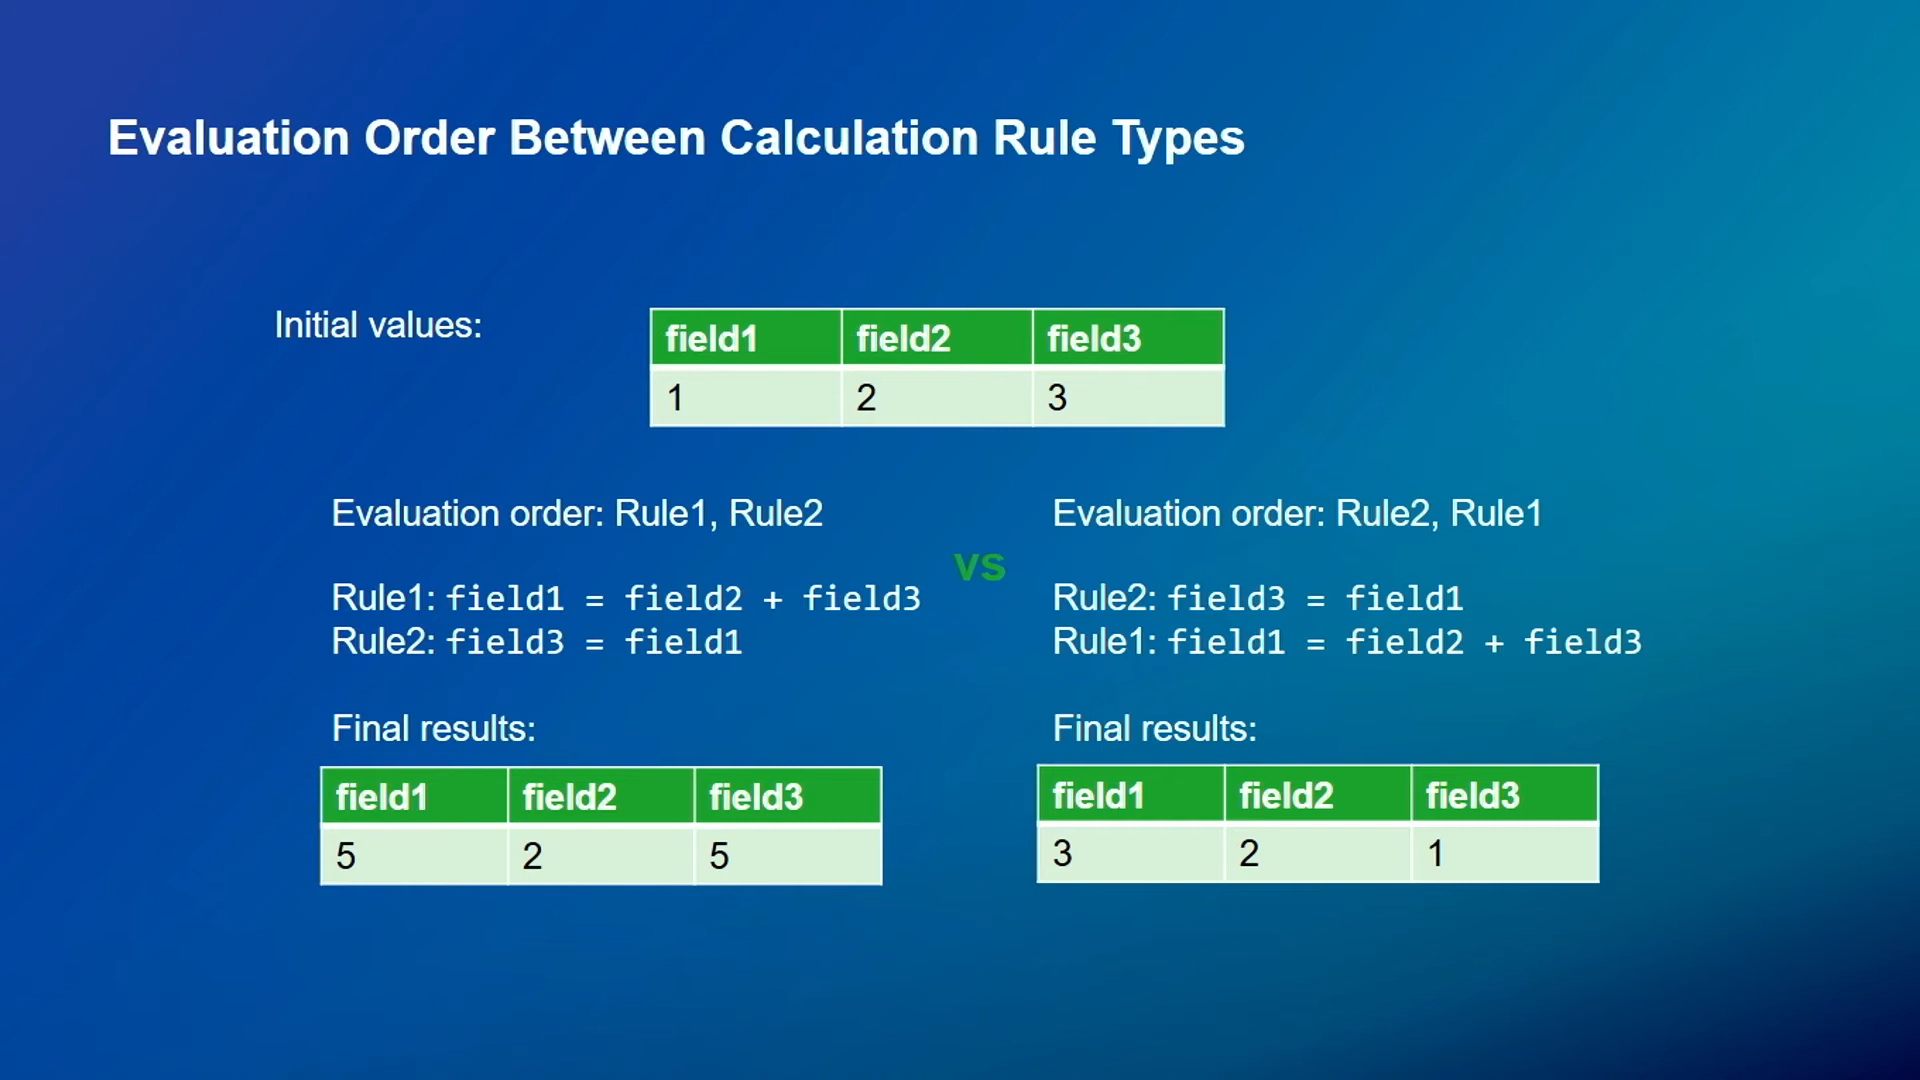 Evaluation Order Between Calculation Rule Types
Initial values:
field1 field2 field3
1 2 3
Evaluation order: Rule1, Rule2
Rule1: field1 = field2 + field3
Rule2: field3 = field1
Final results:
field1 field2 field3
5 2 5
vs
Evaluation order: Rule2, Rule1
Rule2: field3 = field1
Rule1: field1 = field2 + field3
Final results:
field1 field2 field3
3 2 1